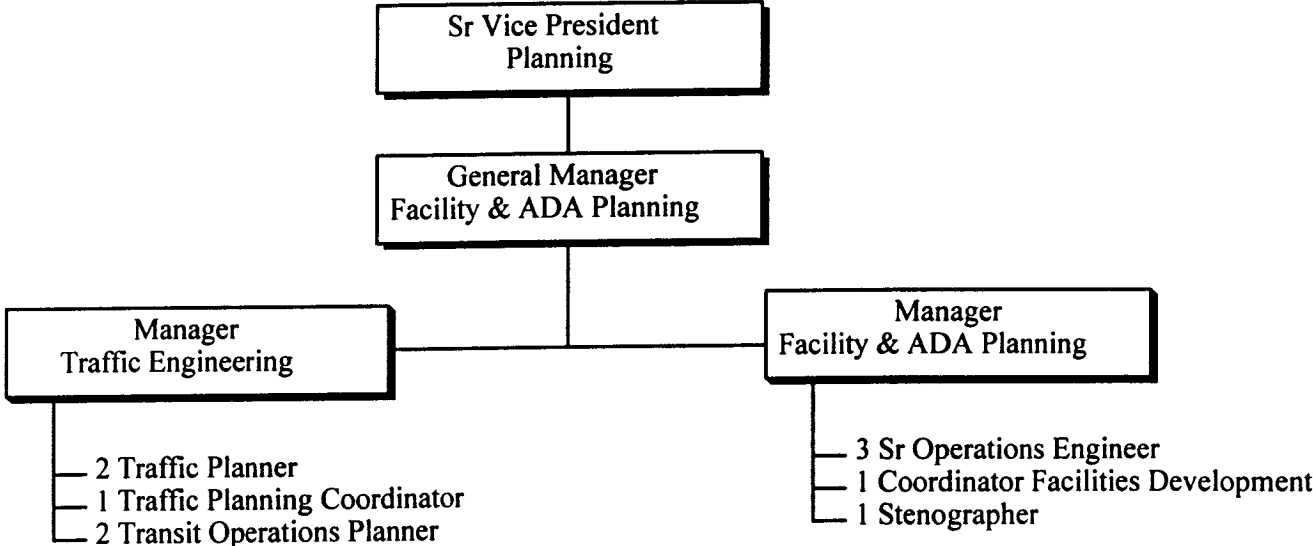 Sr Vice President
Planning
General Manager
Facility & ADA Planning
Manager
Traffic Engineering
2 Traffic Planner
1 Traffic Planning Coordinator
2 Transit Operations Planner
Manager
Facility & ADA Planning
3 Sr Operations Engineer
1 Coordinator Facilities Development
1 Stenographer